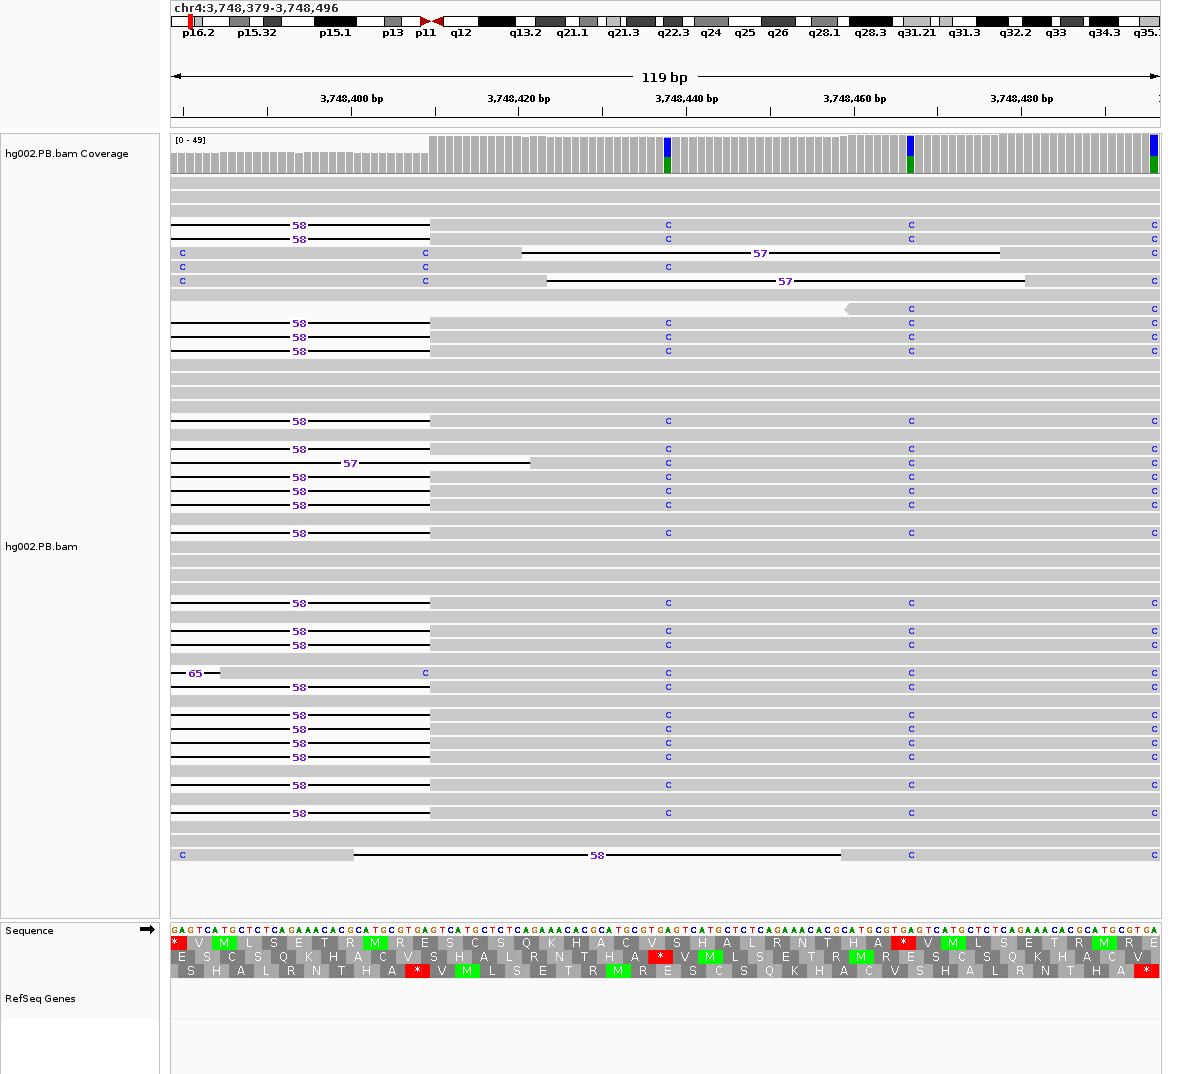 chr4:3,748,379-3,748,496
p16.2 p15.32 p15.1 p13 p11 q12 q13.2 q21.1 q21.3 q22.3 q24 q25 q26 q28.1 q28.3 q31.21 q31.3 q32.2 q33 q34.3 q35.
119 bp
3,748,400 bp 3,748,420 bp 3,748,440 bp 3,748,460 bp 3,748,480 bp
[0 - 49]
hg002.PB.bam Coverage
58 C C C
58 C C C
C C 57 C
C C C
C C 57 C
C C
58 C C C
58 C C C
58 C C C
58 C C C
58 C C C
57 C C C
58 C C C
58 C C C
58 C C C
58 C C C
hg002.PB.bam
58 C C C
58 C C C
58 C C C
65 C C C C
58 C C C
58 C C C
58 C C C
58 C C C
58 C C C
58 C C C
58 C C C
C 58 C C
Sequence
GAGTCATGCTCTCAGAAACACGCATGCGTGAGTCATGCTCTCAGAAACACGCATGCGTGAGTCATGCTCTCAGAAACACGCATGCGTGAGTCATGCTCTCAGAAACACGCATGCGTGA
* V M L S E T R M R E S C S Q K H A C V S H A L R N T H A * V M L S E T R M R E
E S C S Q K H A C V S H A L R N T H A * V M L S E T R M R E S C S Q K H A C V
S H A L R N T H A * V M L S E T R M R E S C S Q K H A C V S H A L R N T H A *
RefSeq Genes